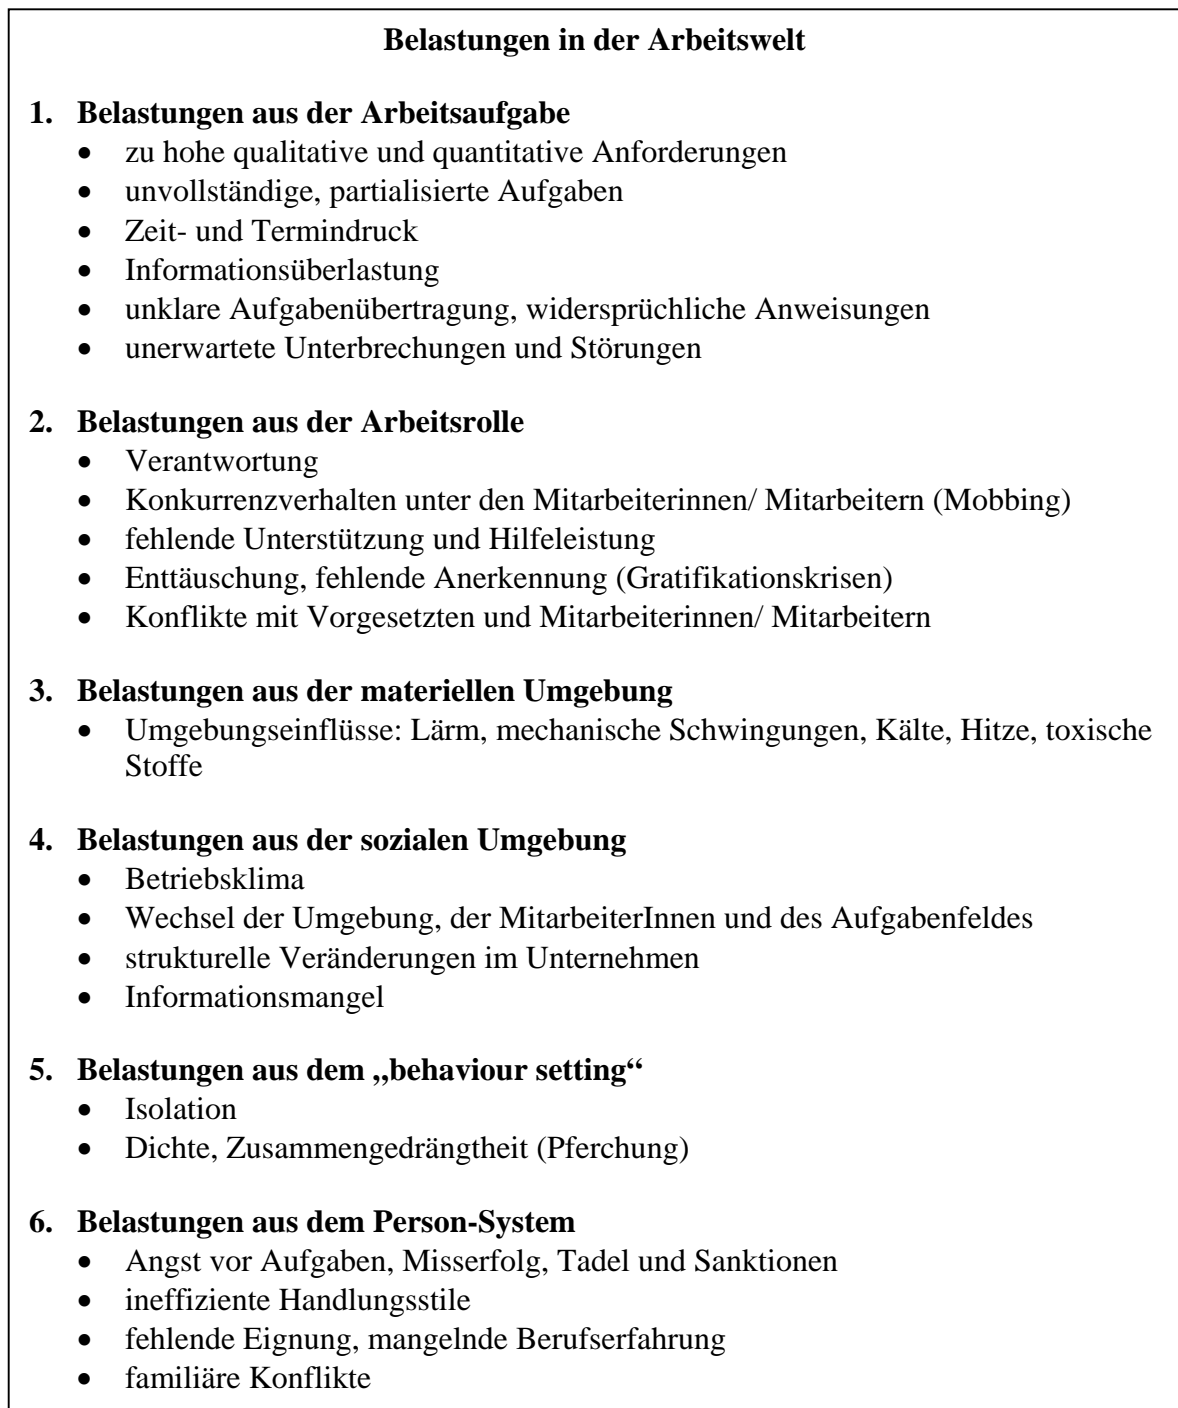 Belastungen in der Arbeitswelt
1. Belastungen aus der Arbeitsaufgabe
• zu hohe qualitative und quantitative Anforderungen
• unvollständige, partialisierte Aufgaben
• Zeit- und Termindruck
• Informationsüberlastung
• unklare Aufgabenübertragung, widersprüchliche Anweisungen
• unerwartete Unterbrechungen und Störungen
2. Belastungen aus der Arbeitsrolle
• Verantwortung
• Konkurrenzverhalten unter den Mitarbeiterinnen/ Mitarbeitern (Mobbing)
• fehlende Unterstützung und Hilfeleistung
• Enttäuschung, fehlende Anerkennung (Gratifikationskrisen)
• Konflikte mit Vorgesetzten und Mitarbeiterinnen/ Mitarbeitern
3. Belastungen aus der materiellen Umgebung
• Umgebungseinflüsse: Lärm, mechanische Schwingungen, Kälte, Hitze, toxische
Stoffe
4. Belastungen aus der sozialen Umgebung
• Betriebsklima
• Wechsel der Umgebung, der MitarbeiterInnen und des Aufgabenfeldes
• strukturelle Veränderungen im Unternehmen
• Informationsmangel
5. Belastungen aus dem „behaviour setting“
• Isolation
• Dichte, Zusammengedrängtheit (Pferchung)
6. Belastungen aus dem Person-System
• Angst vor Aufgaben, Misserfolg, Tadel und Sanktionen
• ineffiziente Handlungsstile
• fehlende Eignung, mangelnde Berufserfahrung
• familiäre Konflikte